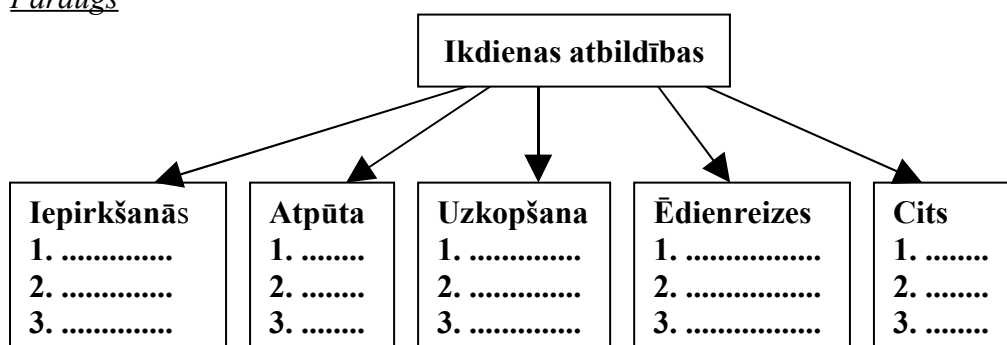 Paraugs
Ikdienas atbildības
Iepirkšanās
1. ..............
2. ..............
3. ..............
Atpūta
1. ........
2. ........
3. ........
Uzkopšana
1. ..............
2. ..............
3. ..............
Ēdienreizes
1. .................
2. .................
3. .................
Cits
1. ........
2. ........
3. ........